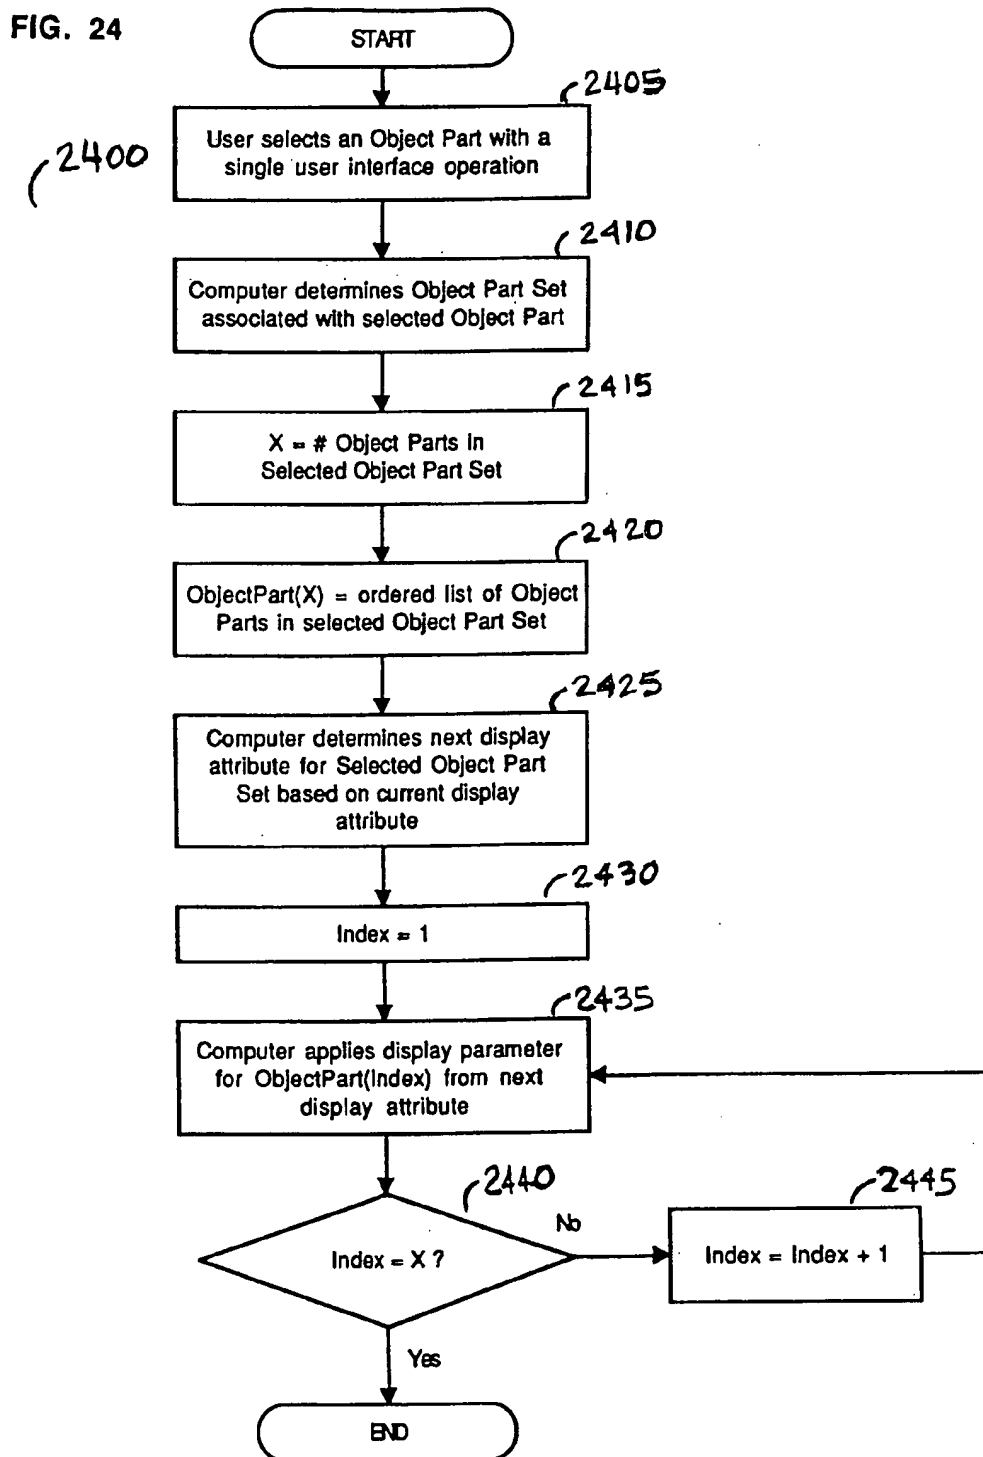 FIG. 24
START
2405
User selects an Object Part with a
single user interface operation
2400
2410
Computer determines Object Part Set
associated with selected Object Part
2415
X = # Object Parts in
Selected Object Part Set
2420
ObjectPart(X) = ordered list of Object
Parts in selected Object Part Set
2425
Computer determines next display
attribute for Selected Object Part
Set based on current display
attribute
2430
Index = 1
2435
Computer applies display parameter
for ObjectPart(Index) from next
display attribute
2440
Index = X ?
No
2445
Index = Index + 1
Yes
END